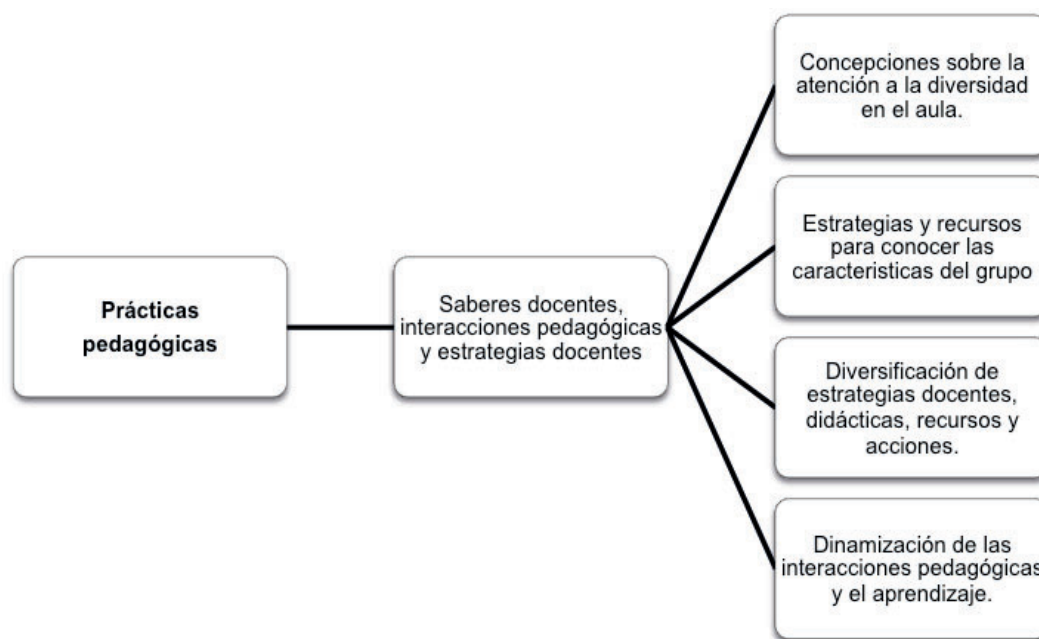 Prácticas
pedagógicas
Saberes docentes,
interacciones pedagógicas
y estrategias docentes
Concepciones sobre la
atención a la diversidad
en el aula.
Estrategias y recursos
para conocer las
caracteristicas del grupo
Diversificación de
estrategias docentes,
didácticas, recursos y
acciones.
Dinamización de las
interacciones pedagógicas
y el aprendizaje.